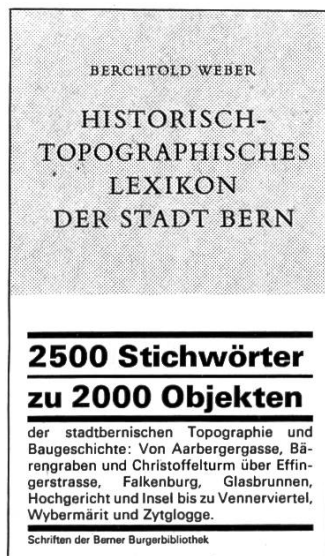 BERCHTOLD WEBER
HISTORISCH-
TOPOGRAPHISCHES
LEXIKON
DER STADT BERN
2500 Stichwörter
zu 2000 Objekten
der stadtbernischen Topographie und
Baugeschichte: Von Aarbergergasse, Bä-
rengraben und Christoffelturm über Effin-
gerstrasse, Falkenburg, Glasbrunnen,
Hochgericht und Insel bis zu Vennerviertel,
Wybermärit und Zytglogge.
Schriften der Berner Burgerbibliothek